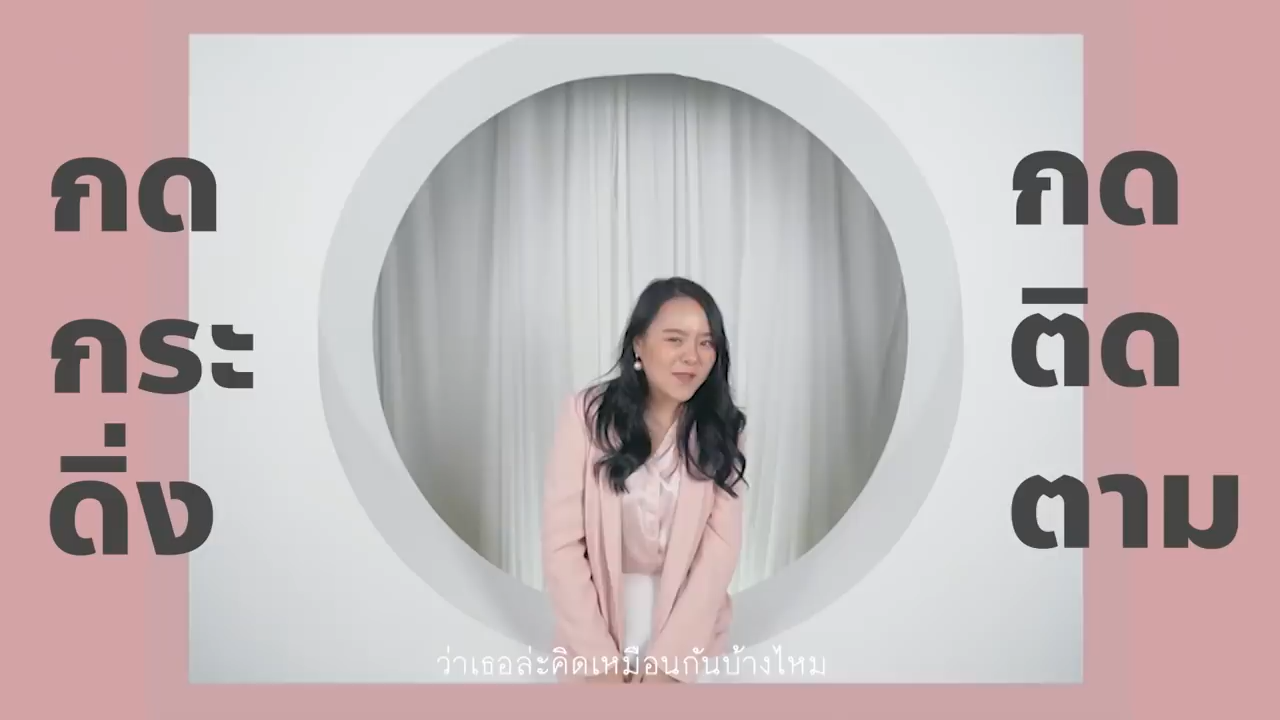 กด
กระ
ดิ่ง
กด
ติด
ตาม
ว่าเธอล่ะคิดเหมือนกันบ้างไหม